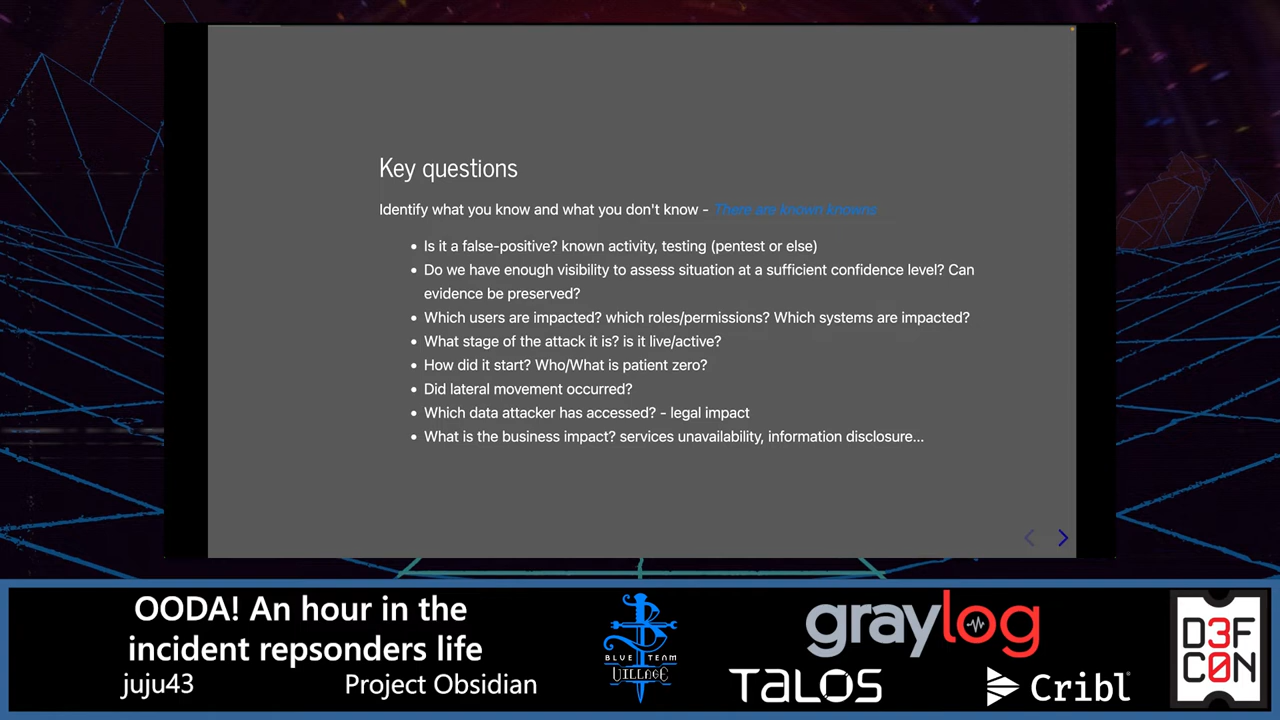 Key questions
Identify what you know and what you don't know - There are known knowns
Is it a false-positive? known activity, testing (pentest or else)
Do we have enough visibility to assess situation at a sufficient confidence level? Can
evidence be preserved?
Which users are impacted? which roles/permissions? Which systems are impacted?
What stage of the attack it is? is it live/active?
How did it start? Who/What is patient zero?
Did lateral movement occurred?
Which data attacker has accessed? - legal impact
What is the business impact? services unavailability, information disclosure...
OODA! An hour in the
incident repsonders life
juju43
Project Obsidian
BLUE TEAM
VILLAGE
graylog
TALOS
Cribl
D3F
C0N